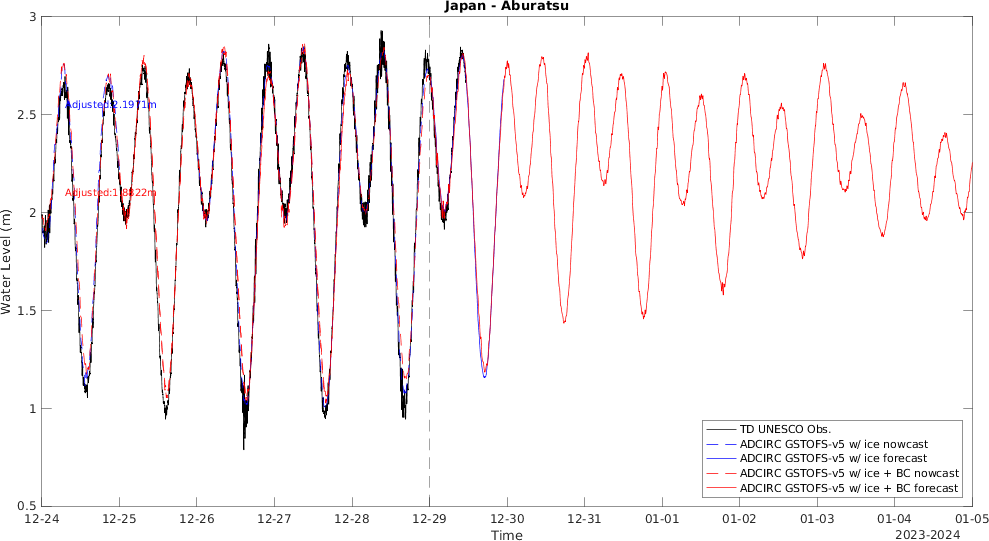 Japan - Aburatsu
3
2.5
2
1.5
1
0.5
Water Level (m)
Adjusted:2.1971m
Adjusted:1.8822m
TD UNESCO Obs.
ADCIRC GSTOFS-v5 w/ ice nowcast
ADCIRC GSTOFS-v5 w/ ice forecast
ADCIRC GSTOFS-v5 w/ ice + BC nowcast
ADCIRC GSTOFS-v5 w/ ice + BC forecast
12-24 12-25 12-26 12-27 12-28 12-29 12-30 12-31 01-01 01-02 01-03 01-04 01-05
Time
2023-2024